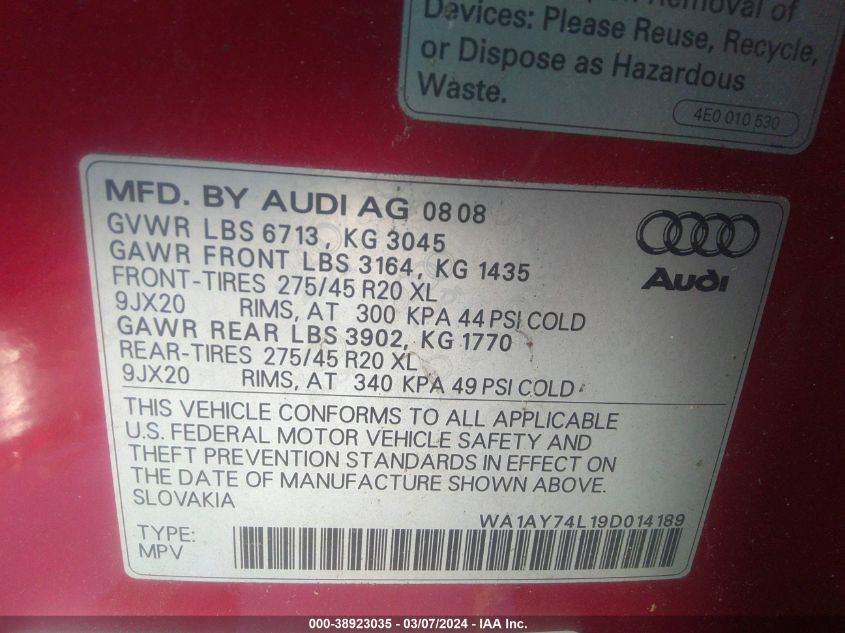 Removal of
Devices: Please Reuse, Recycle,
or Dispose as Hazardous
Waste.
4E0 010 530
MFD. BY AUDI AG 08 08
GVWR LBS 6713, KG 3045
GAWR FRONT LBS 3164, KG 1435
FRONT-TIRES 275/45 R20 XL
9JX20 RIMS, AT 300 KPA 44 PSI COLD
GAWR REAR LBS 3902, KG 1770
REAR-TIRES 275/45 R20 XL
9JX20 RIMS, AT 340 KPA 49 PSI COLD
Audi
THIS VEHICLE CONFORMS TO ALL APPLICABLE
U.S. FEDERAL MOTOR VEHICLE SAFETY AND
THEFT PREVENTION STANDARDS IN EFFECT ON
THE DATE OF MANUFACTURE SHOWN ABOVE.
SLOVAKIA
WA1AY74L19D014189
TYPE:
MPV
000-38923035 - 03/07/2024 - IAA Inc.